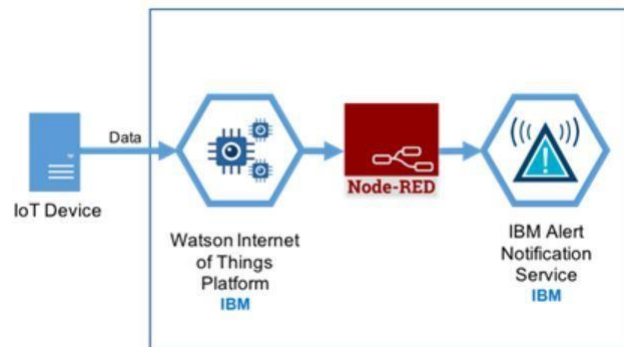 Data
IoT Device
Watson Internet
of Things
Platform
IBM
Node-RED
IBM Alert
Notification
Service
IBM